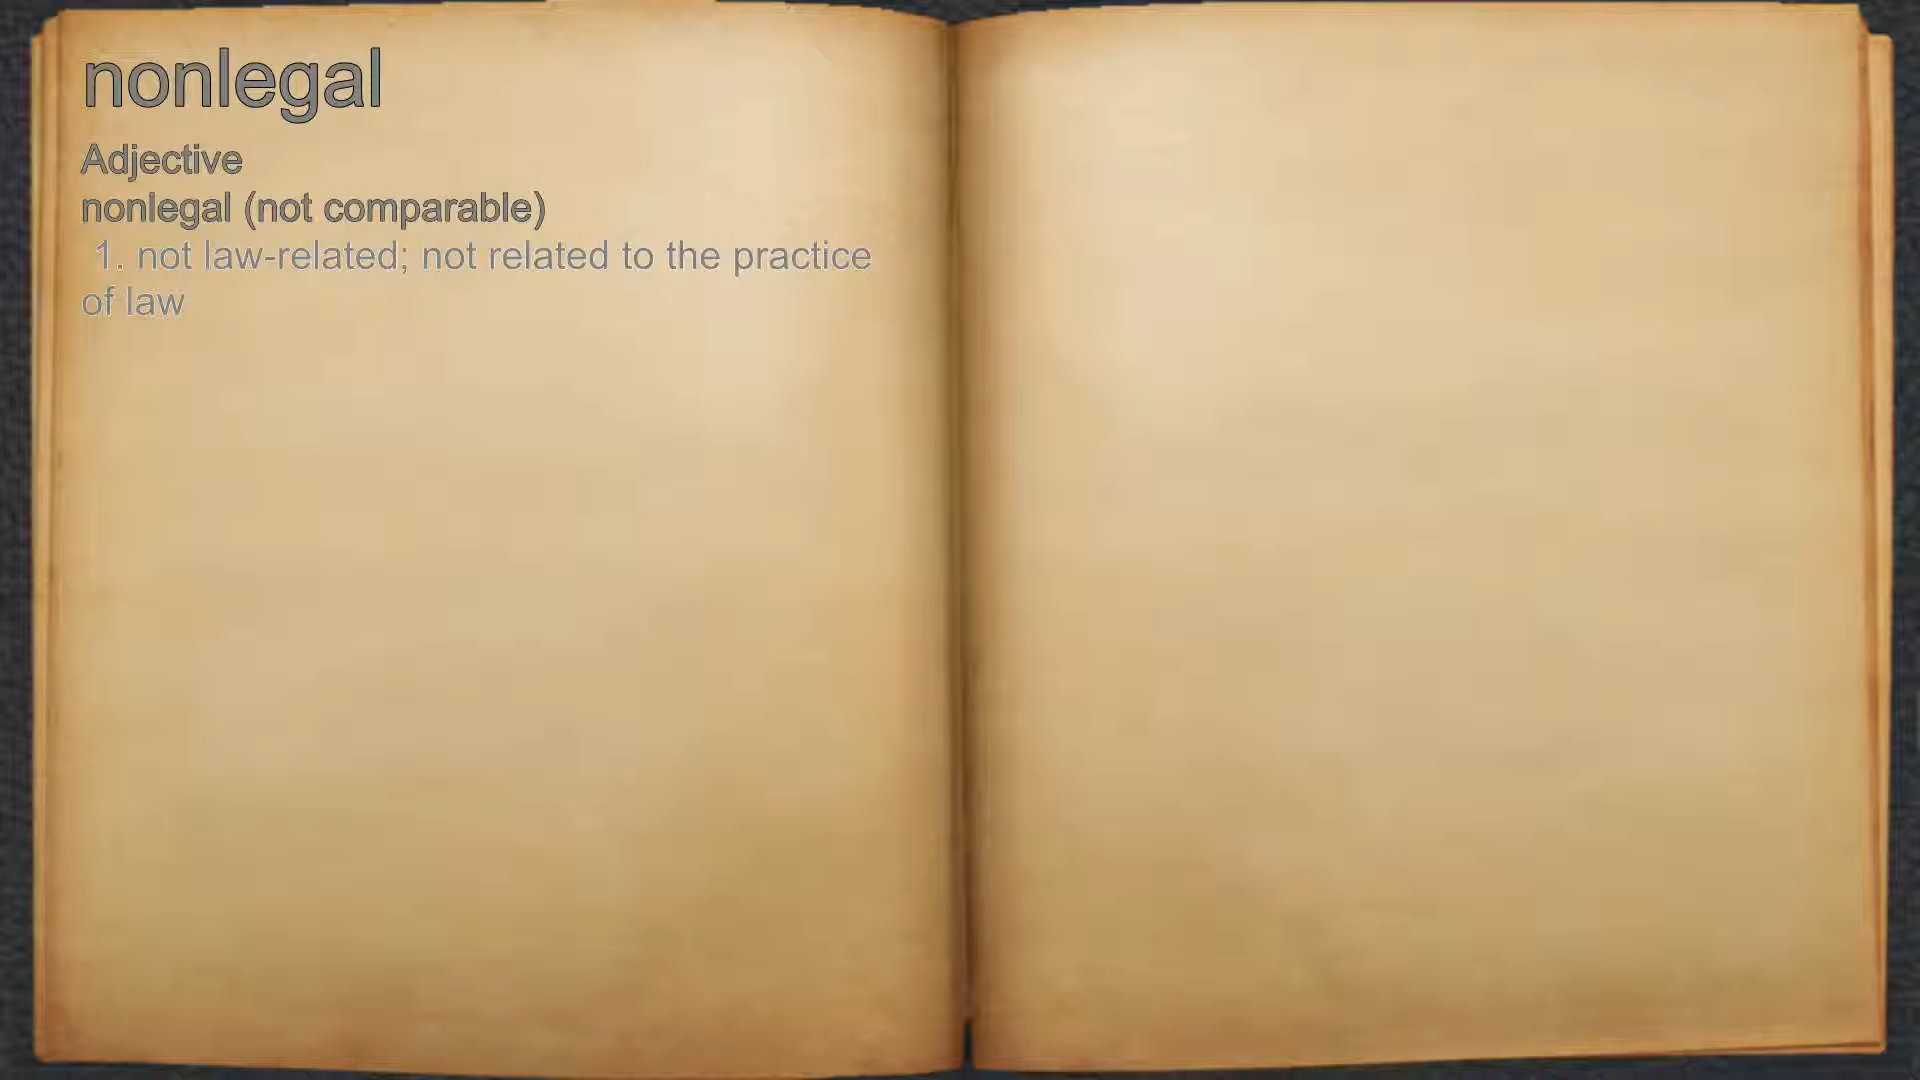 nonlegal
Adjective
nonlegal (not comparable)
1. not law-related; not related to the practice
of law